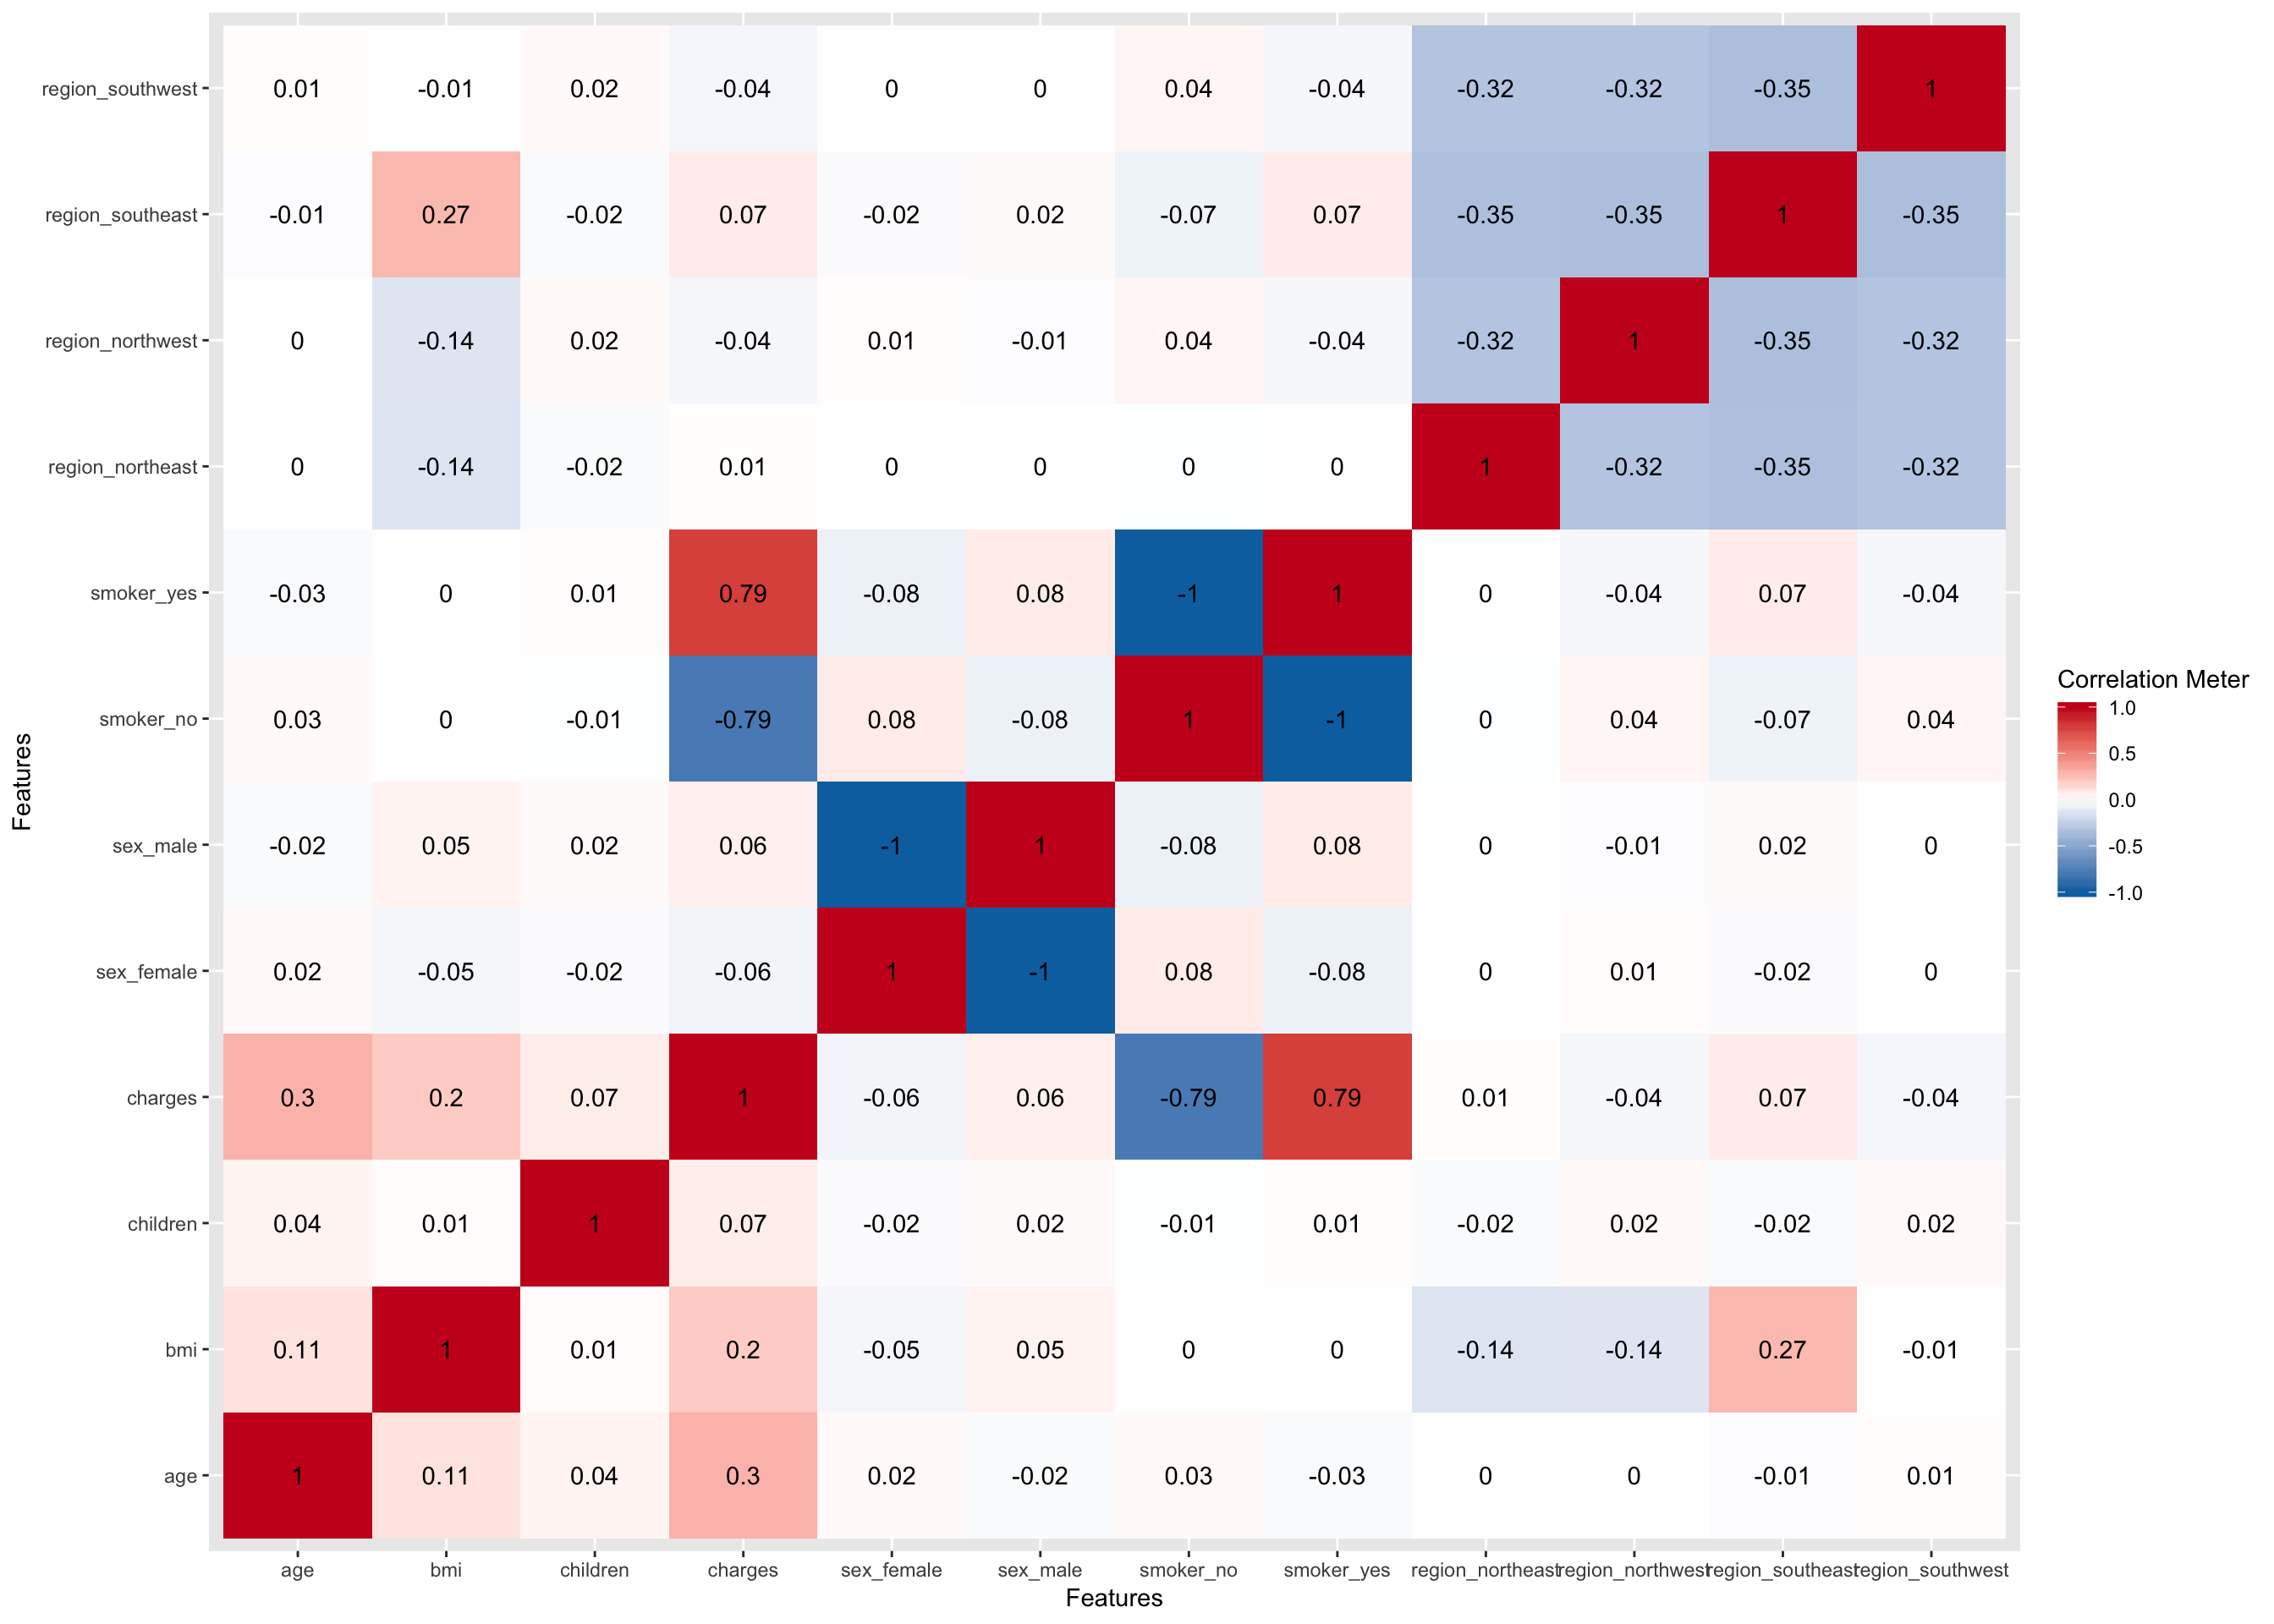 region_southwest 0.01 -0.01 0.02 -0.04 0 0 0.04 -0.04 -0.32 -0.32 -0.35 1
region_southeast -0.01 0.27 -0.02 0.07 -0.02 0.02 -0.07 0.07 -0.35 -0.35 1 -0.35
region_northwest 0 -0.14 0.02 -0.04 0.01 -0.01 0.04 -0.04 -0.32 1 -0.35 -0.32
region_northeast 0 -0.14 -0.02 0.01 0 0 0 0 1 -0.32 -0.35 -0.32
smoker_yes -0.03 0 0.01 0.79 -0.08 0.08 -1 1 0 -0.04 0.07 -0.04
smoker_no 0.03 0 -0.01 -0.79 0.08 -0.08 1 -1 0 0.04 -0.07 0.04
sex_male -0.02 0.05 0.02 0.06 -1 1 -0.08 0.08 0 -0.01 0.02 0
sex_female 0.02 -0.05 -0.02 -0.06 1 -1 0.08 -0.08 0 0.01 -0.02 0
charges 0.3 0.2 0.07 1 -0.06 0.06 -0.79 0.79 0.01 -0.04 0.07 -0.04
children 0.04 0.01 1 0.07 -0.02 0.02 -0.01 0.01 -0.02 0.02 -0.02 0.02
bmi 0.11 1 0.01 0.2 -0.05 0.05 0 0 -0.14 -0.14 0.27 -0.01
age 1 0.11 0.04 0.3 0.02 -0.02 0.03 -0.03 0 0 -0.01 0.01
age bmi children charges sex_female sex_male smoker_no smoker_yes region_northeast region_northwest region_southeast region_southwest
Features
Features
Correlation Meter
1.0
0.5
0.0
-0.5
-1.0